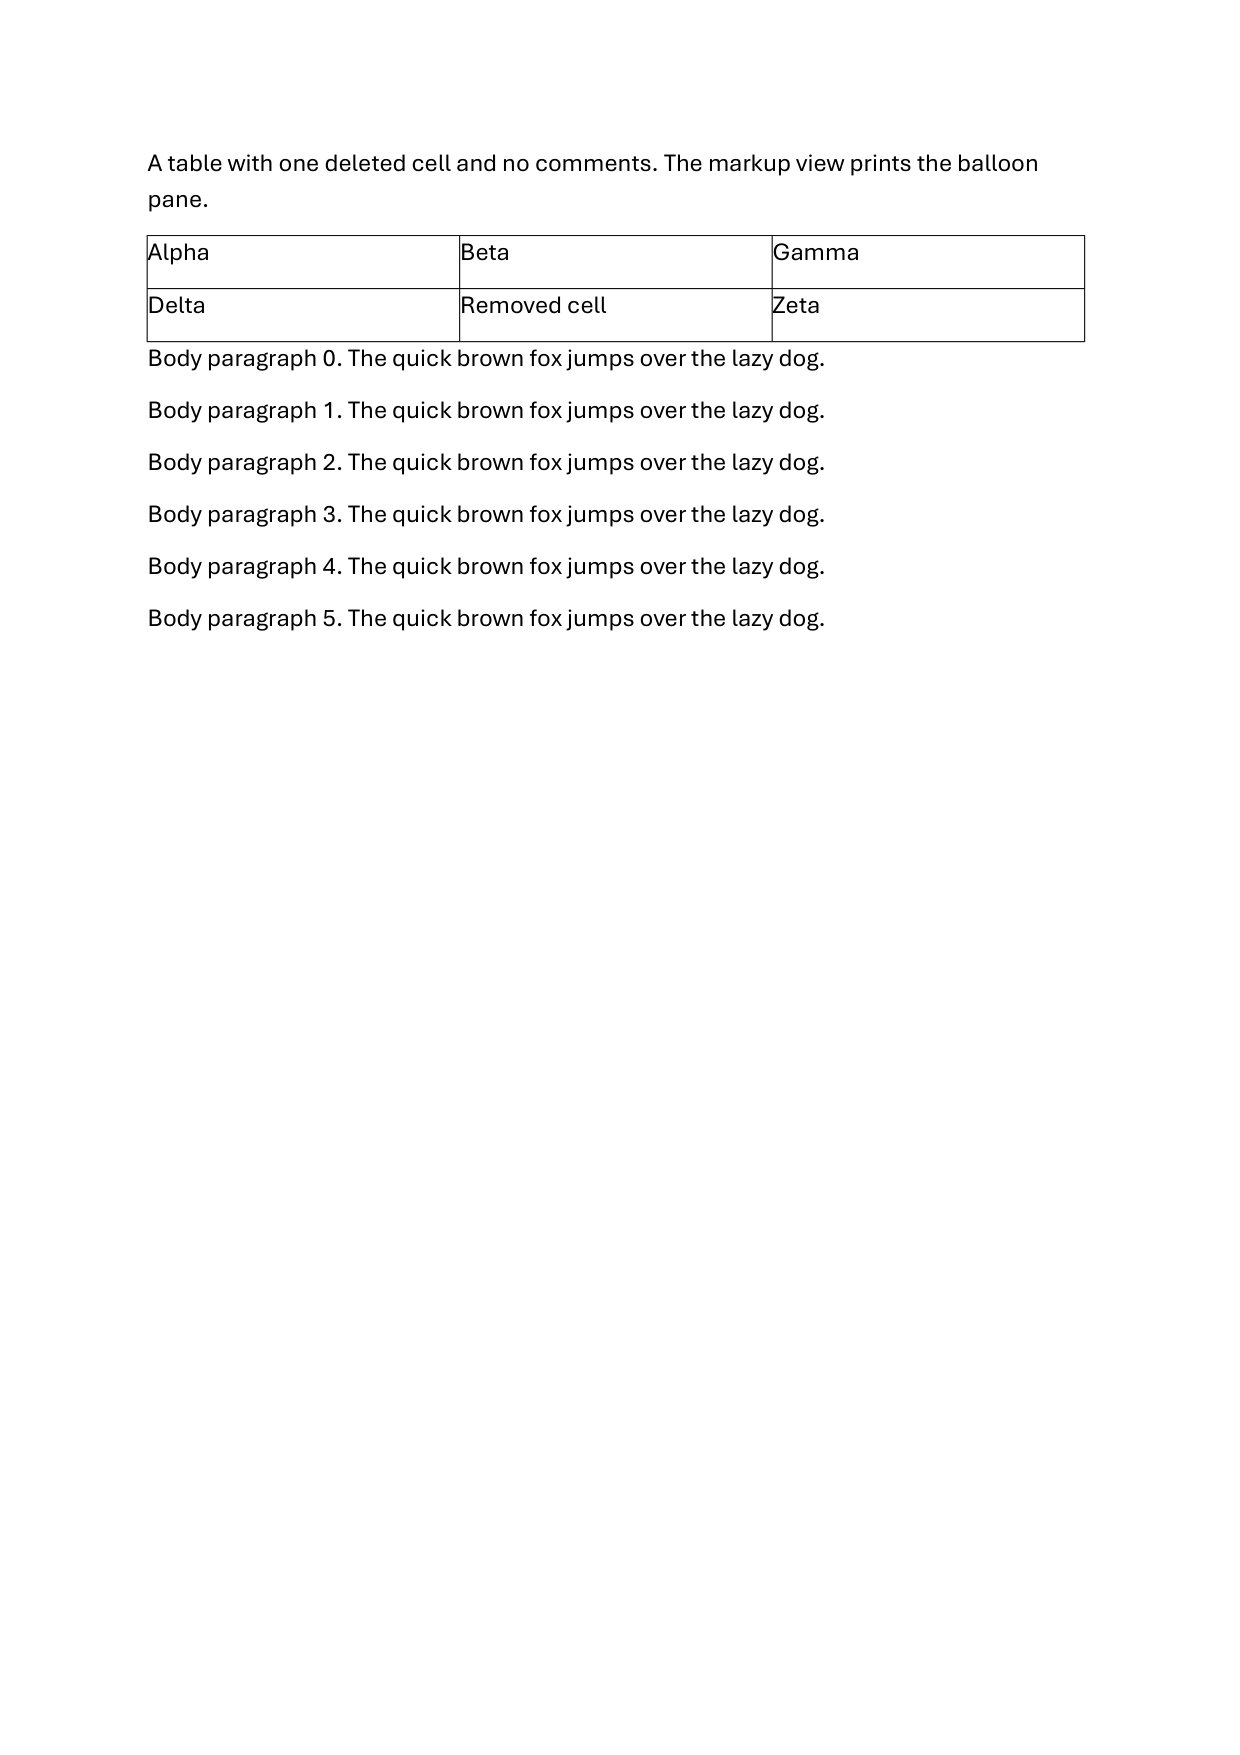 A table with one deleted cell and no comments. The markup view prints the balloon
pane.
Alpha Beta Gamma
Delta Removed cell Zeta
Body paragraph 0. The quick brown fox jumps over the lazy dog.
Body paragraph 1. The quick brown fox jumps over the lazy dog.
Body paragraph 2. The quick brown fox jumps over the lazy dog.
Body paragraph 3. The quick brown fox jumps over the lazy dog.
Body paragraph 4. The quick brown fox jumps over the lazy dog.
Body paragraph 5. The quick brown fox jumps over the lazy dog.